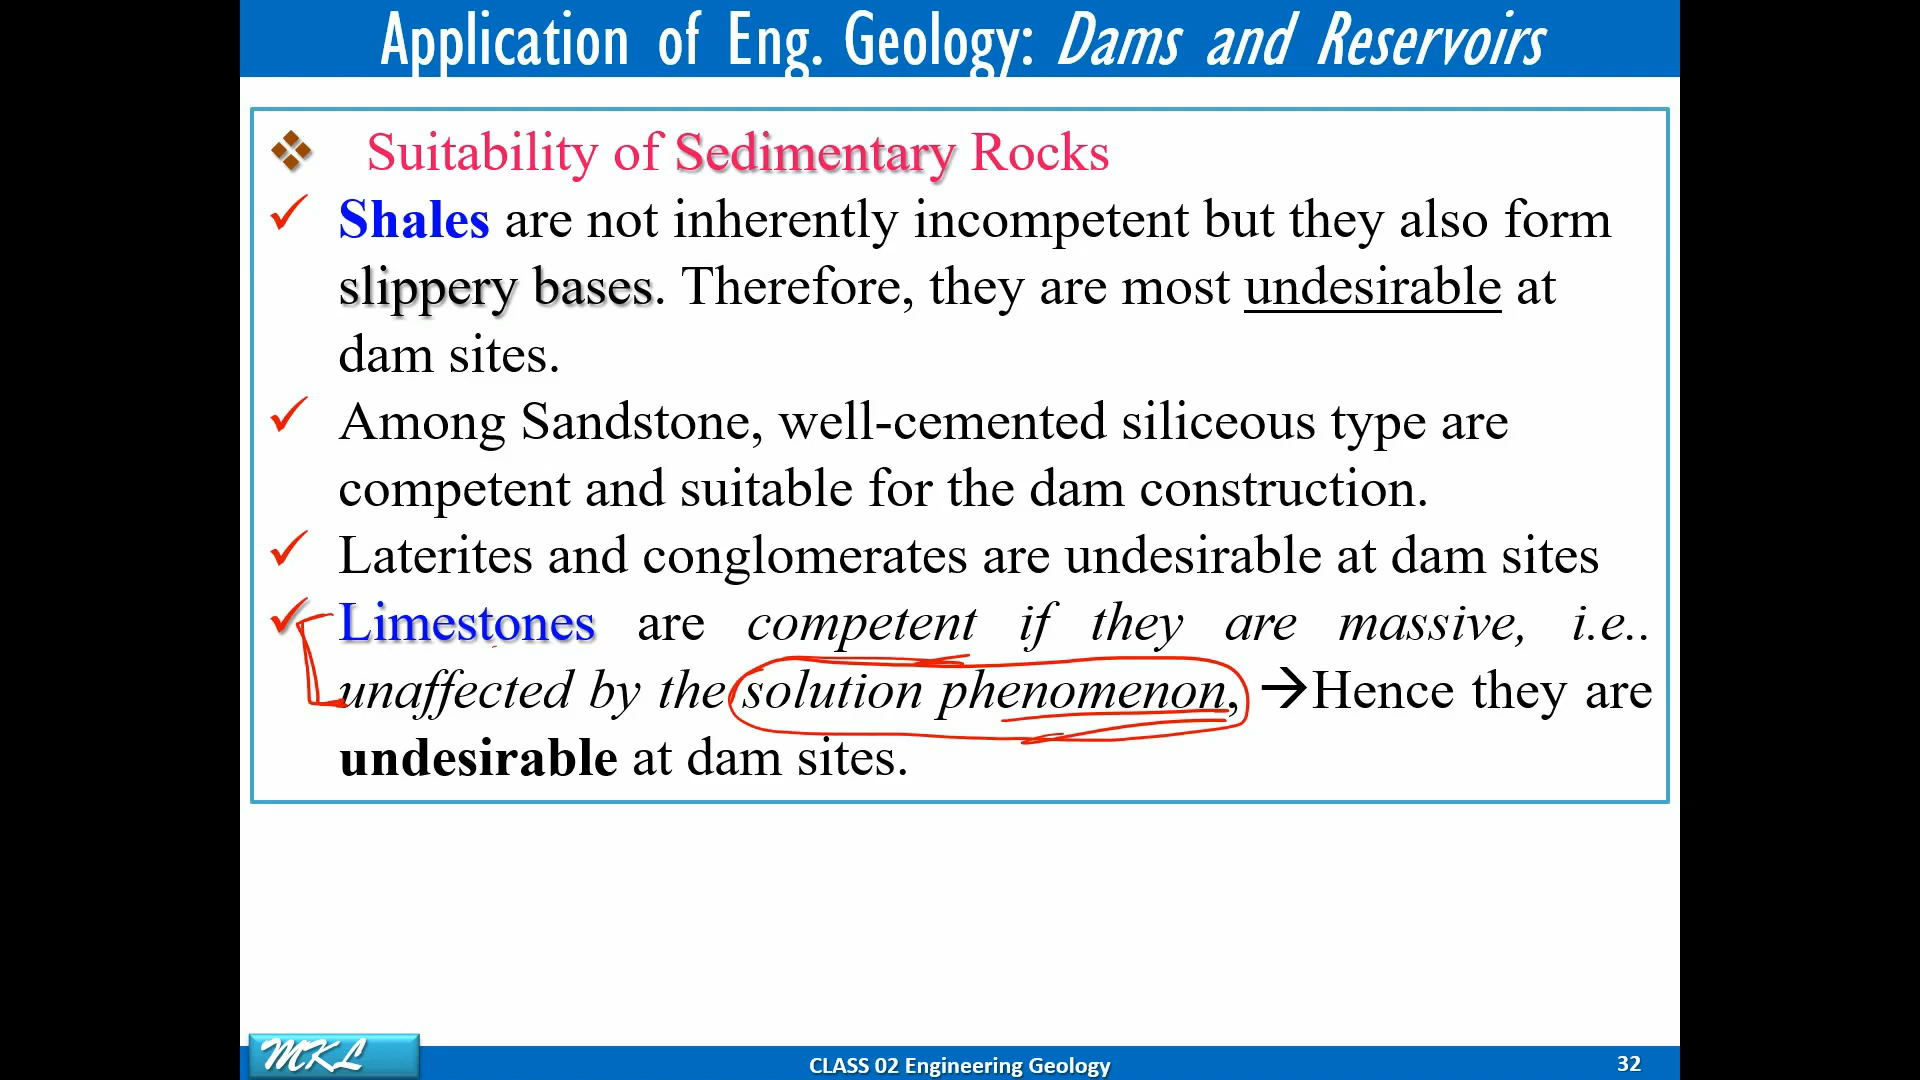 Application of Eng. Geology: Dams and Reservoirs
Suitability of Sedimentary Rocks
Shales are not inherently incompetent but they also form
slippery bases. Therefore, they are most undesirable at
dam sites.
Among Sandstone, well-cemented siliceous type are
competent and suitable for the dam construction.
Laterites and conglomerates are undesirable at dam sites
Limestones are competent if they are massive, i.e..
unaffected by the solution phenomenon, →Hence they are
undesirable at dam sites.
MKL
CLASS 02 Engineering Geology
32